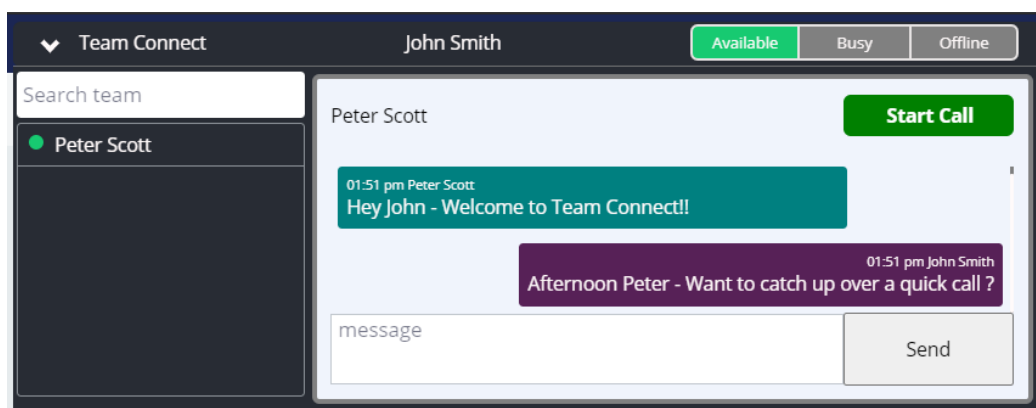 Team Connect
John Smith
Available
Busy
Offline
Search team
Peter Scott
Peter Scott
Start Call
01:51 pm Peter Scott
Hey John - Welcome to Team Connect!!
01:51 pm John Smith
Afternoon Peter - Want to catch up over a quick call ?
message
Send